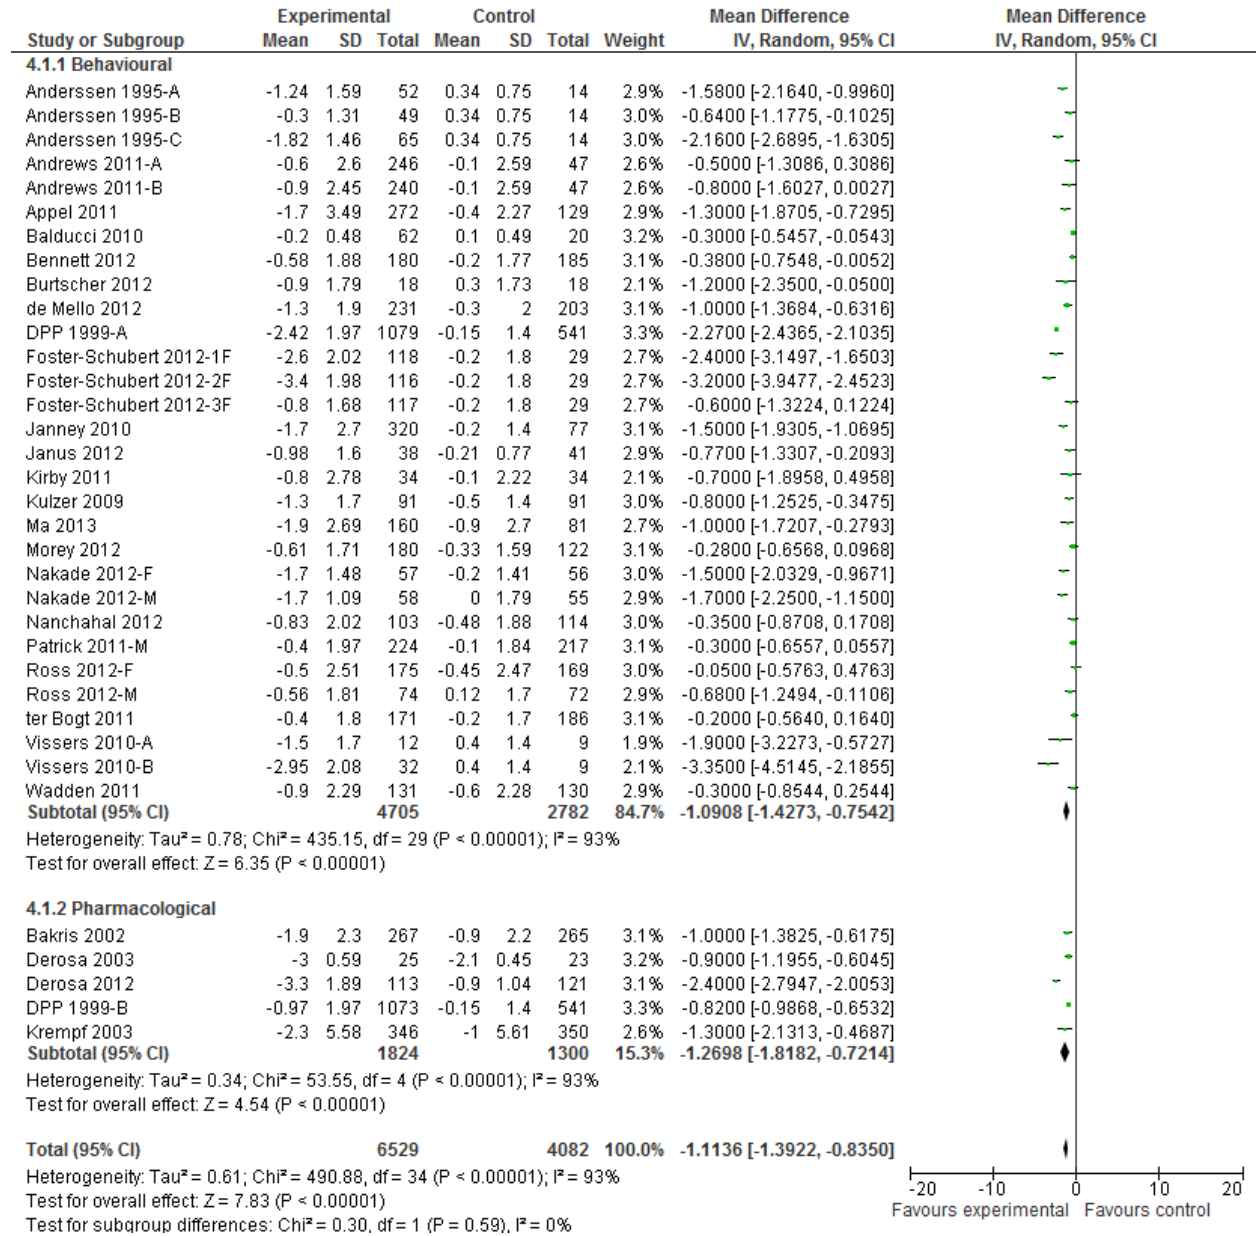 Experimental Control Mean Difference Mean Difference
Study or Subgroup Mean SD Total Mean SD Total Weight IV, Random, 95% CI IV, Random, 95% CI
4.1.1 Behavioural
Anderssen 1995-A -1.24 1.59 52 0.34 0.75 14 2.9% -1.5800 [-2.1640, -0.9960]
Anderssen 1995-B -0.3 1.31 49 0.34 0.75 14 3.0% -0.6400 [-1.1775, -0.1025]
Anderssen 1995-C -1.82 1.46 65 0.34 0.75 14 3.0% -2.1600 [-2.6895, -1.6305]
Andrews 2011-A -0.6 2.6 246 -0.1 2.59 47 2.6% -0.5000 [-1.3086, 0.3086]
Andrews 2011-B -0.9 2.45 240 -0.1 2.59 47 2.6% -0.8000 [-1.6027, 0.0027]
Appel 2011 -1.7 3.49 272 -0.4 2.27 129 2.9% -1.3000 [-1.8705, -0.7295]
Balducci 2010 -0.2 0.48 62 0.1 0.49 20 3.2% -0.3000 [-0.5457, -0.0543]
Bennett 2012 -0.58 1.88 180 -0.2 1.77 185 3.1% -0.3800 [-0.7548, -0.0052]
Burtscher 2012 -0.9 1.79 18 0.3 1.73 18 2.1% -1.2000 [-2.3500, -0.0500]
de Mello 2012 -1.3 1.9 231 -0.3 2 203 3.1% -1.0000 [-1.3684, -0.6316]
DPP 1999-A -2.42 1.97 1079 -0.15 1.4 541 3.3% -2.2700 [-2.4365, -2.1035]
Foster-Schubert 2012-1F -2.6 2.02 118 -0.2 1.8 29 2.7% -2.4000 [-3.1497, -1.6503]
Foster-Schubert 2012-2F -3.4 1.98 116 -0.2 1.8 29 2.7% -3.2000 [-3.9477, -2.4523]
Foster-Schubert 2012-3F -0.8 1.68 117 -0.2 1.8 29 2.7% -0.6000 [-1.3224, 0.1224]
Janney 2010 -1.7 2.7 320 -0.2 1.4 77 3.1% -1.5000 [-1.9305, -1.0695]
Janus 2012 -0.98 1.6 38 -0.21 0.77 41 2.9% -0.7700 [-1.3307, -0.2093]
Kirby 2011 -0.8 2.78 34 -0.1 2.22 34 2.1% -0.7000 [-1.8958, 0.4958]
Kulzer 2009 -1.3 1.7 91 -0.5 1.4 91 3.0% -0.8000 [-1.2525, -0.3475]
Ma 2013 -1.9 2.69 160 -0.9 2.7 81 2.7% -1.0000 [-1.7207, -0.2793]
Morey 2012 -0.61 1.71 180 -0.33 1.59 122 3.1% -0.2800 [-0.6568, 0.0968]
Nakade 2012-F -1.7 1.48 57 -0.2 1.41 56 3.0% -1.5000 [-2.0329, -0.9671]
Nakade 2012-M -1.7 1.09 58 0 1.79 55 2.9% -1.7000 [-2.2500, -1.1500]
Nanchahal 2012 -0.83 2.02 103 -0.48 1.88 114 3.0% -0.3500 [-0.8708, 0.1708]
Patrick 2011-M -0.4 1.97 224 -0.1 1.84 217 3.1% -0.3000 [-0.6557, 0.0557]
Ross 2012-F -0.5 2.51 175 -0.45 2.47 169 3.0% -0.0500 [-0.5763, 0.4763]
Ross 2012-M -0.56 1.81 74 0.12 1.7 72 2.9% -0.6800 [-1.2494, -0.1106]
ter Bogt 2011 -0.4 1.8 171 -0.2 1.7 186 3.1% -0.2000 [-0.5640, 0.1640]
Vissers 2010-A -1.5 1.7 12 0.4 1.4 9 1.9% -1.9000 [-3.2273, -0.5727]
Vissers 2010-B -2.95 2.08 32 0.4 1.4 9 2.1% -3.3500 [-4.5145, -2.1855]
Wadden 2011 -0.9 2.29 131 -0.6 2.28 130 2.9% -0.3000 [-0.8544, 0.2544]
Subtotal (95% CI) 4705 2782 84.7% -1.0908 [-1.4273, -0.7542]
Heterogeneity: Tau² = 0.78; Chi² = 435.15, df = 29 (P < 0.00001); I² = 93%
Test for overall effect: Z = 6.35 (P < 0.00001)
4.1.2 Pharmacological
Bakris 2002 -1.9 2.3 267 -0.9 2.2 265 3.1% -1.0000 [-1.3825, -0.6175]
Derosa 2003 -3 0.59 25 -2.1 0.45 23 3.2% -0.9000 [-1.1955, -0.6045]
Derosa 2012 -3.3 1.89 113 -0.9 1.04 121 3.1% -2.4000 [-2.7947, -2.0053]
DPP 1999-B -0.97 1.97 1073 -0.15 1.4 541 3.3% -0.8200 [-0.9868, -0.6532]
Krempf 2003 -2.3 5.58 346 -1 5.61 350 2.6% -1.3000 [-2.1313, -0.4687]
Subtotal (95% CI) 1824 1300 15.3% -1.2698 [-1.8182, -0.7214]
Heterogeneity: Tau² = 0.34; Chi² = 53.55, df = 4 (P < 0.00001); I² = 93%
Test for overall effect: Z = 4.54 (P < 0.00001)
Total (95% CI) 6529 4082 100.0% -1.1136 [-1.3922, -0.8350]
Heterogeneity: Tau² = 0.61; Chi² = 490.88, df = 34 (P < 0.00001); I² = 93%
Test for overall effect: Z = 7.83 (P < 0.00001)
Test for subgroup differences: Chi² = 0.30, df = 1 (P = 0.59), I² = 0%
-20 -10 0 10 20
Favours experimental Favours control